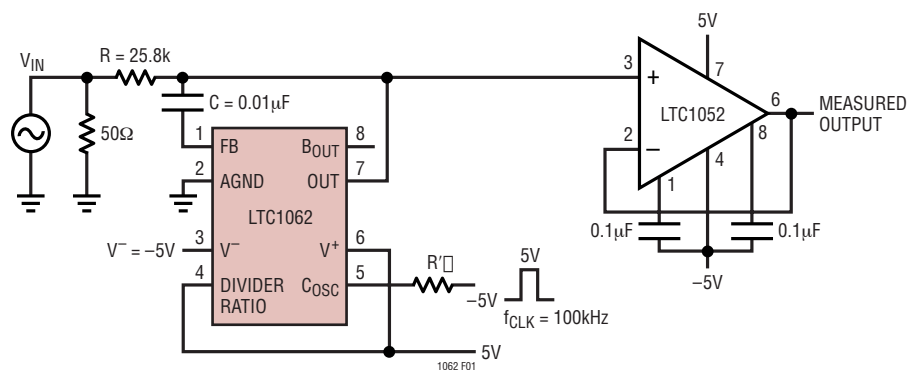 V_IN
R = 25.8k
C = 0.01µF
50Ω
1
FB
B_OUT
8
2
AGND
OUT
7
LTC1062
V⁻ = –5V
3
V⁻
V⁺
6
4
DIVIDER
RATIO
C_OSC
5
R'□
–5V
5V
f_CLK = 100kHz
5V
1062 F01
5V
3
+
7
LTC1052
6
MEASURED
OUTPUT
2
–
8
4
1
0.1µF
0.1µF
–5V